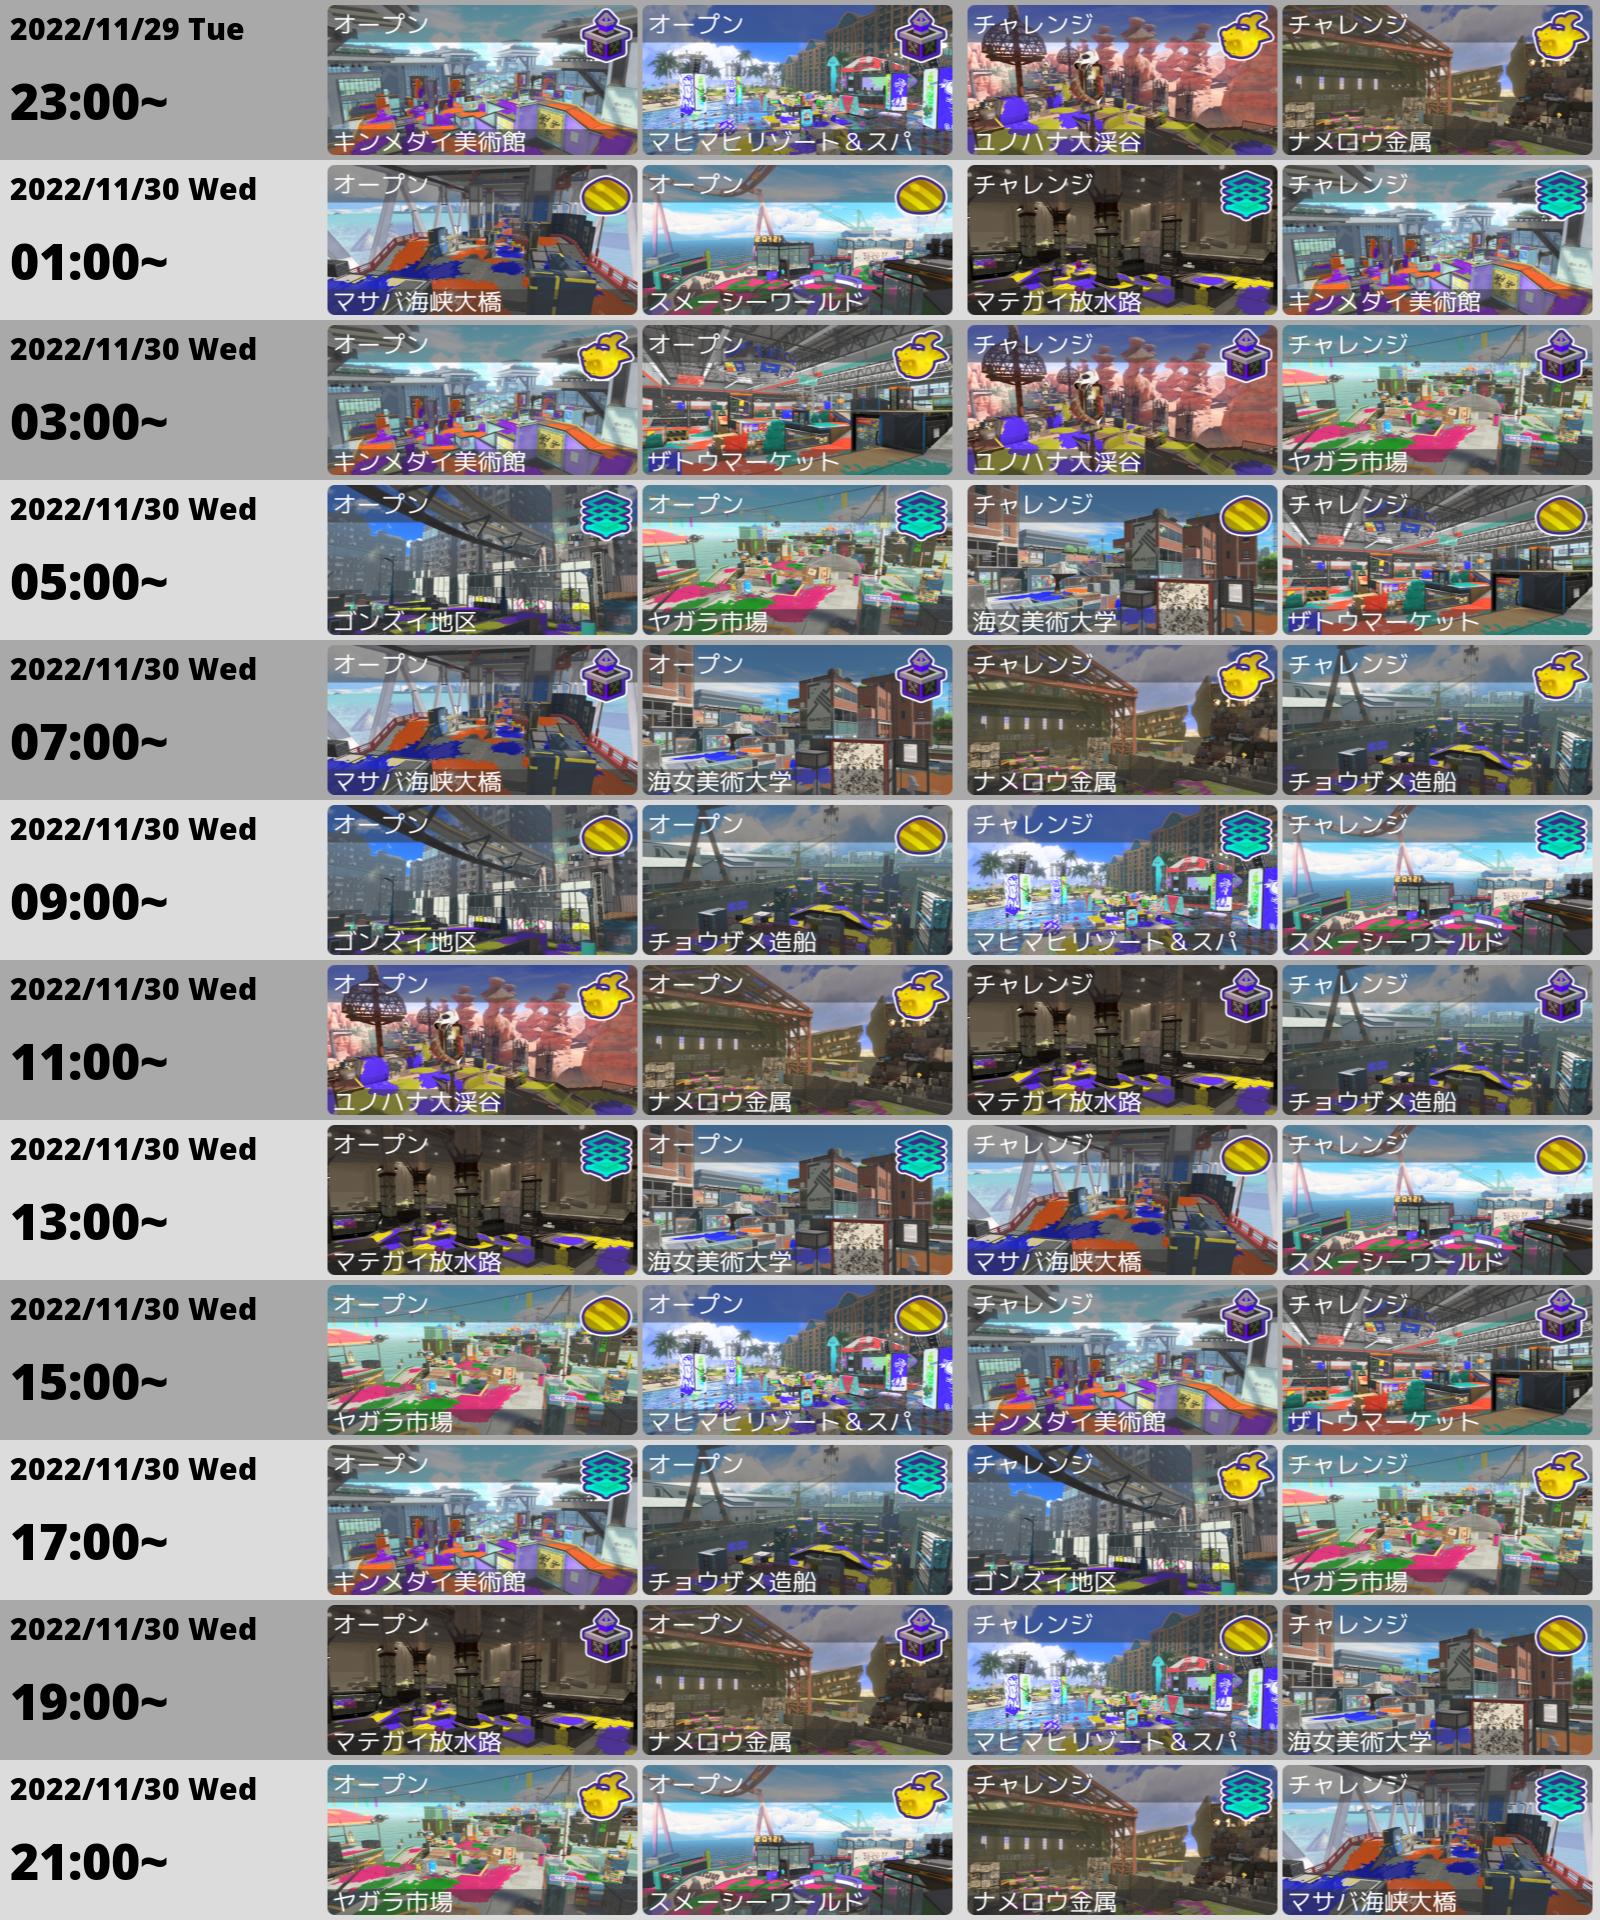 2022/11/29 Tue
23:00~
オープン
キンメダイ美術館
オープン
マヒマヒリゾート＆スパ
チャレンジ
ユノハナ大渓谷
チャレンジ
ナメロウ金属
2022/11/30 Wed
01:00~
オープン
マサバ海峡大橋
オープン
スメーシーワールド
チャレンジ
マテガイ放水路
チャレンジ
キンメダイ美術館
2022/11/30 Wed
03:00~
オープン
キンメダイ美術館
オープン
ザトウマーケット
チャレンジ
ユノハナ大渓谷
チャレンジ
ヤガラ市場
2022/11/30 Wed
05:00~
オープン
ゴンズイ地区
オープン
ヤガラ市場
チャレンジ
海女美術大学
チャレンジ
ザトウマーケット
2022/11/30 Wed
07:00~
オープン
マサバ海峡大橋
オープン
海女美術大学
チャレンジ
ナメロウ金属
チャレンジ
チョウザメ造船
2022/11/30 Wed
09:00~
オープン
ゴンズイ地区
オープン
チョウザメ造船
チャレンジ
マヒマヒリゾート＆スパ
チャレンジ
スメーシーワールド
2022/11/30 Wed
11:00~
オープン
ユノハナ大渓谷
オープン
ナメロウ金属
チャレンジ
マテガイ放水路
チャレンジ
チョウザメ造船
2022/11/30 Wed
13:00~
オープン
マテガイ放水路
オープン
海女美術大学
チャレンジ
マサバ海峡大橋
チャレンジ
スメーシーワールド
2022/11/30 Wed
15:00~
オープン
ヤガラ市場
オープン
マヒマヒリゾート＆スパ
チャレンジ
キンメダイ美術館
チャレンジ
ザトウマーケット
2022/11/30 Wed
17:00~
オープン
キンメダイ美術館
オープン
チョウザメ造船
チャレンジ
ゴンズイ地区
チャレンジ
ヤガラ市場
2022/11/30 Wed
19:00~
オープン
マテガイ放水路
オープン
ナメロウ金属
チャレンジ
マヒマヒリゾート＆スパ
チャレンジ
海女美術大学
2022/11/30 Wed
21:00~
オープン
ヤガラ市場
オープン
スメーシーワールド
チャレンジ
ナメロウ金属
チャレンジ
マサバ海峡大橋